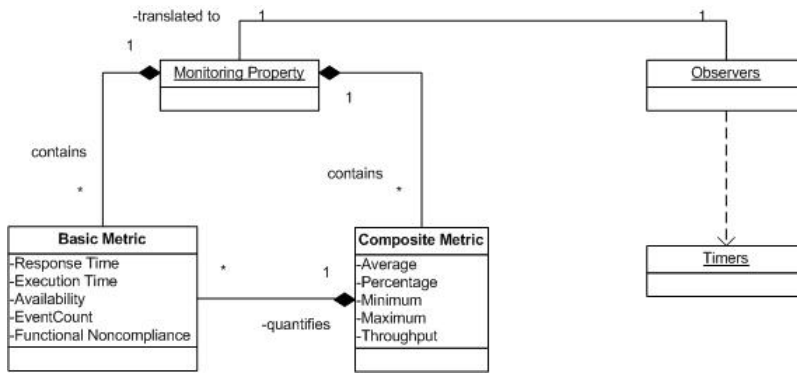 -translated to
1
1
1
Monitoring Property
1
Observers
contains
*
contains
*
Basic Metric
-Response Time
-Execution Time
-Availability
-EventCount
-Functional Noncompliance
*
1
-quantifies
Composite Metric
-Average
-Percentage
-Minimum
-Maximum
-Throughput
Timers